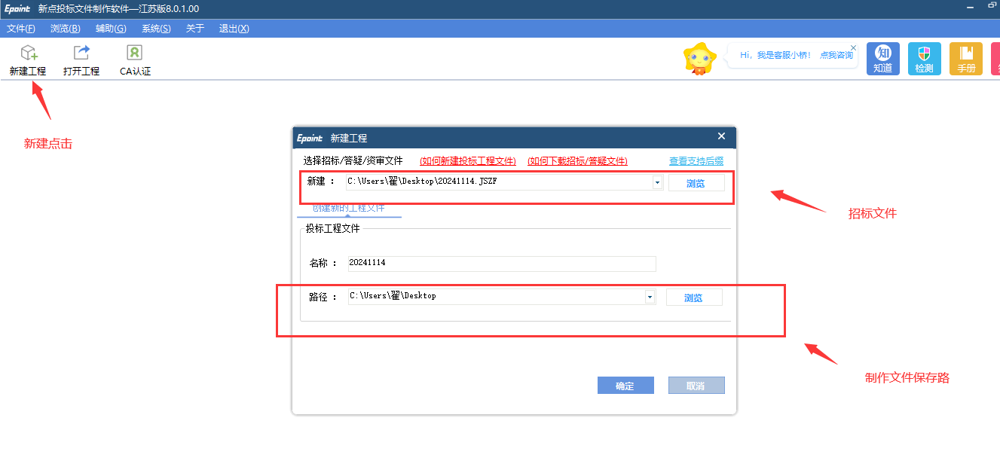 Epoint 新点投标文件制作软件—江苏版8.0.1.00
文件(F) 浏览(B) 辅助(G) 系统(S) 关于 退出(X)
新建工程 打开工程 CA认证
Hi，我是客服小桥！ 点我咨询
知
知道 检测 手册
新建点击
Epoint 新建工程
选择招标/答疑/资审文件 (如何新建投标工程文件) (如何下载招标/答疑文件) 查看支持后缀
新建 ： C:\Users\翟\Desktop\20241114.JSZF 浏览
创建新的工程文件
招标文件
投标工程文件
名称 ： 20241114
路径 ： C:\Users\翟\Desktop 浏览
制作文件保存路
确定 取消